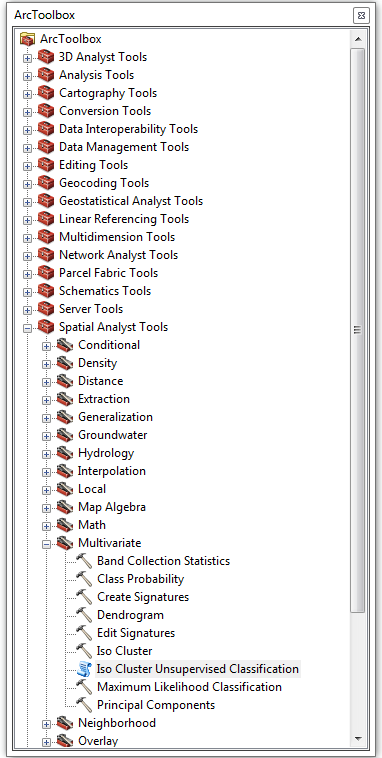 ArcToolbox
ArcToolbox
3D Analyst Tools
Analysis Tools
Cartography Tools
Conversion Tools
Data Interoperability Tools
Data Management Tools
Editing Tools
Geocoding Tools
Geostatistical Analyst Tools
Linear Referencing Tools
Multidimension Tools
Network Analyst Tools
Parcel Fabric Tools
Schematics Tools
Server Tools
Spatial Analyst Tools
Conditional
Density
Distance
Extraction
Generalization
Groundwater
Hydrology
Interpolation
Local
Map Algebra
Math
Multivariate
Band Collection Statistics
Class Probability
Create Signatures
Dendrogram
Edit Signatures
Iso Cluster
Iso Cluster Unsupervised Classification
Maximum Likelihood Classification
Principal Components
Neighborhood
Overlay